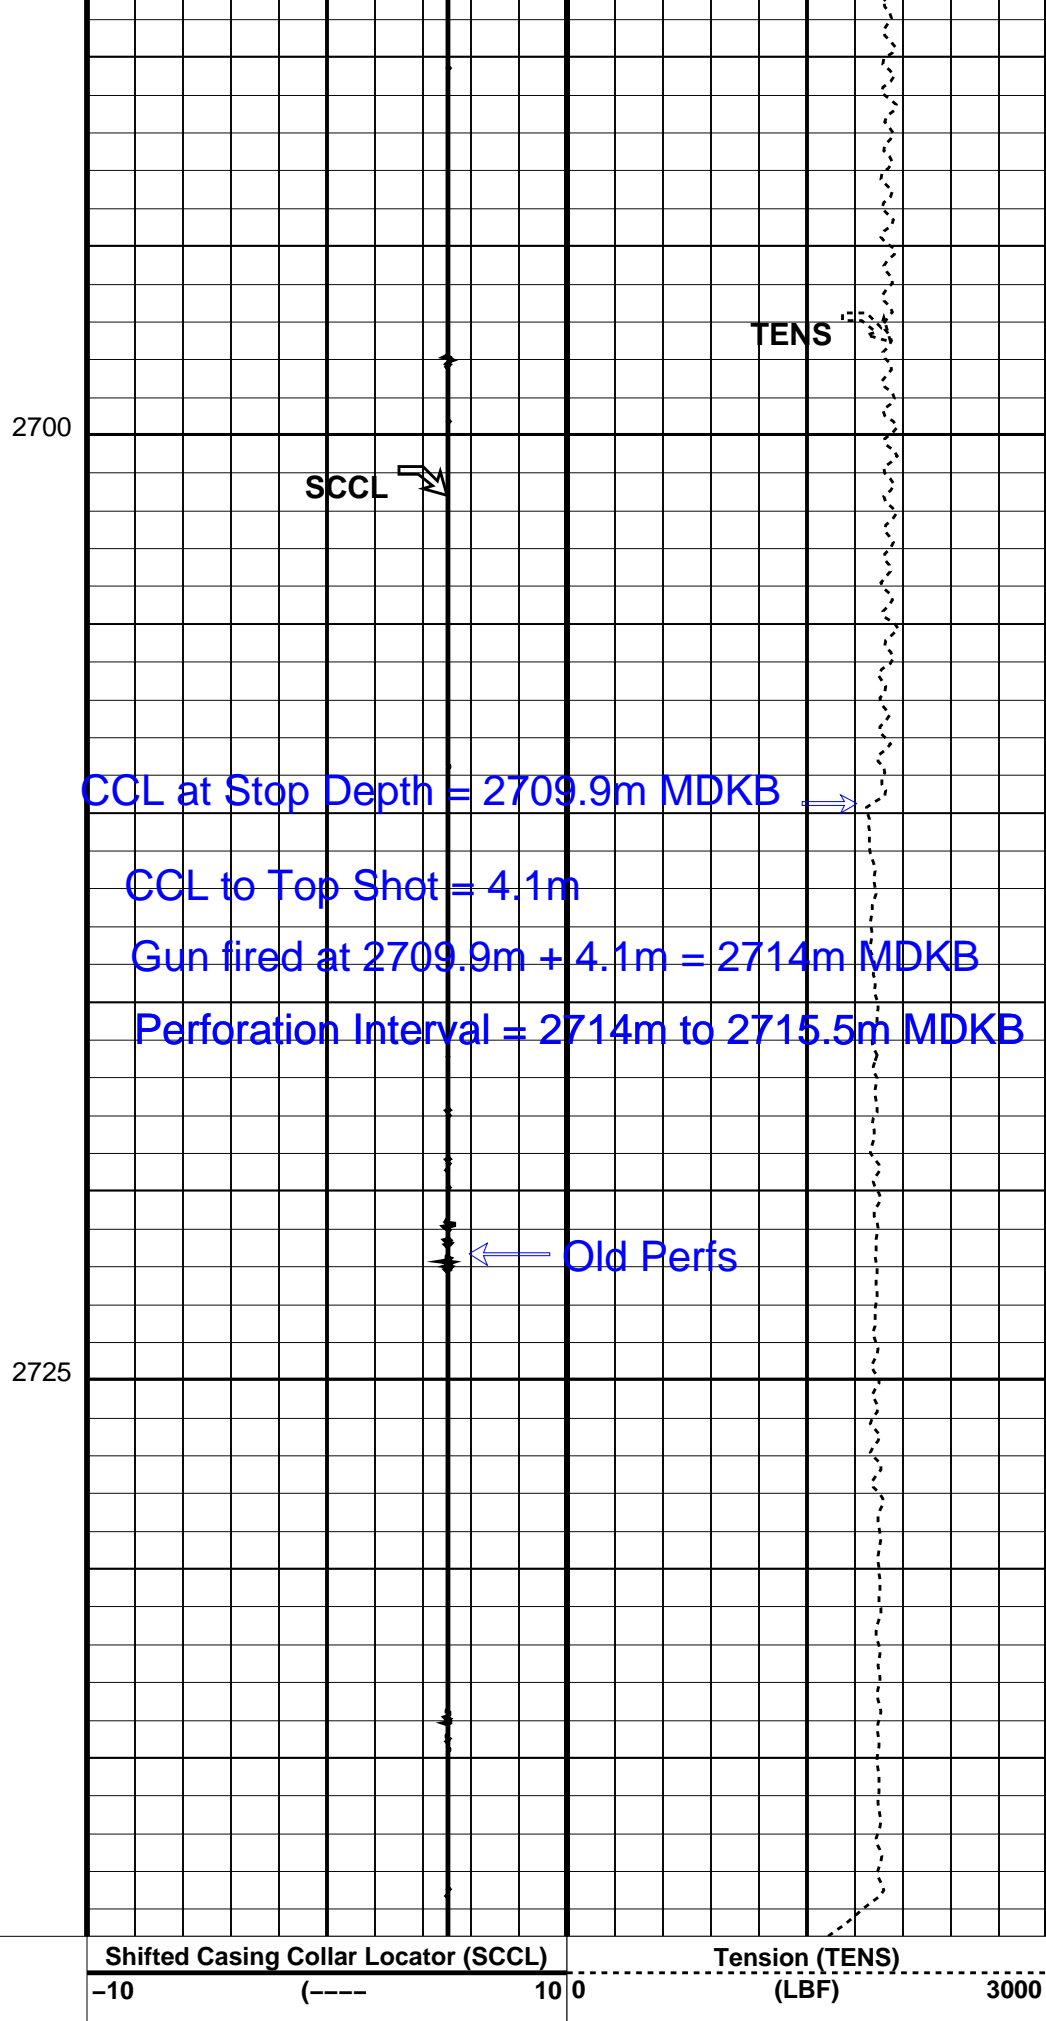 TENS
2700
SCCL
CCL at Stop Depth = 2709.9m MDKB
CCL to Top Shot = 4.1m
Gun fired at 2709.9m + 4.1m = 2714m MDKB
Perforation Interval = 2714m to 2715.5m MDKB
Old Perfs
2725
Shifted Casing Collar Locator (SCCL) Tension (TENS)
−10 (−−−− 10 0 (LBF) 3000